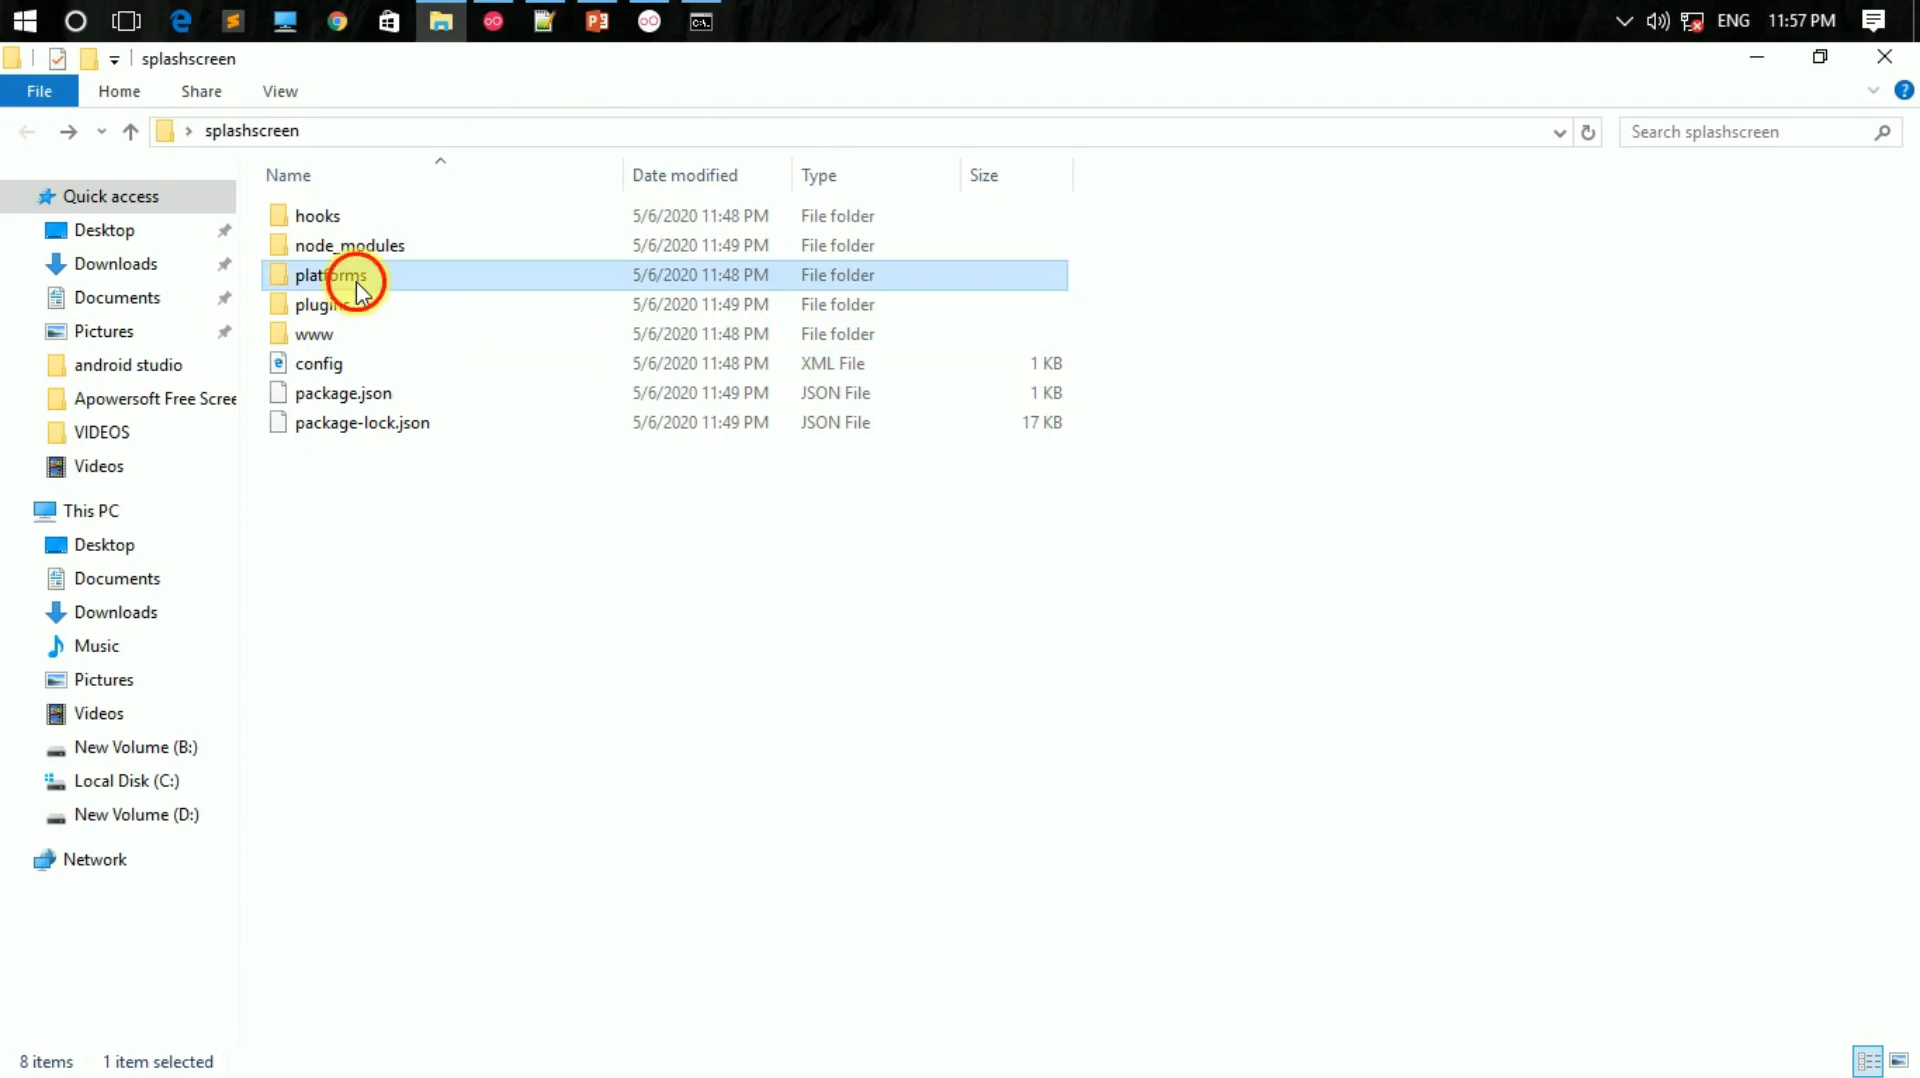 ENG 11:57 PM
splashscreen
File Home Share View
splashscreen
Search splashscreen
Name Date modified Type Size
Quick access
Desktop
Downloads
Documents
Pictures
android studio
Apowersoft Free Scree
VIDEOS
Videos
This PC
Desktop
Documents
Downloads
Music
Pictures
Videos
New Volume (B:)
Local Disk (C:)
New Volume (D:)
Network
hooks 5/6/2020 11:48 PM File folder
node_modules 5/6/2020 11:49 PM File folder
platforms 5/6/2020 11:48 PM File folder
plugins 5/6/2020 11:49 PM File folder
www 5/6/2020 11:48 PM File folder
config 5/6/2020 11:48 PM XML File 1 KB
package.json 5/6/2020 11:49 PM JSON File 1 KB
package-lock.json 5/6/2020 11:49 PM JSON File 17 KB
8 items 1 item selected